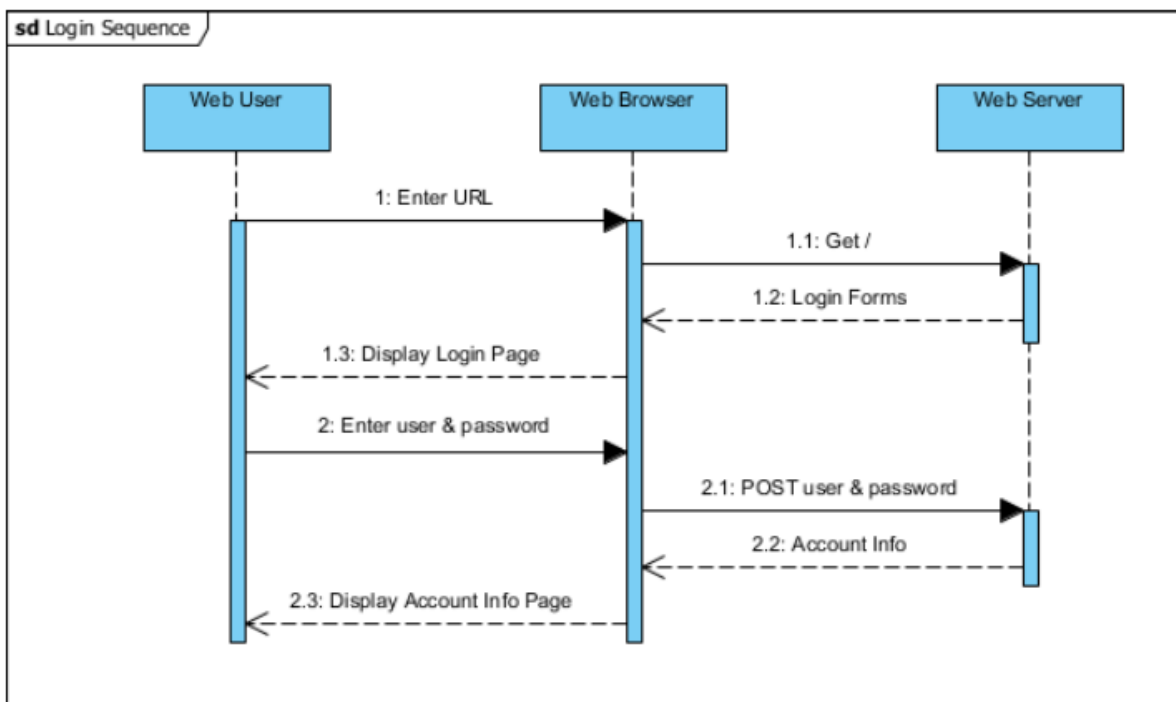 sd Login Sequence
Web User
Web Browser
Web Server
1: Enter URL
1.1: Get /
1.2: Login Forms
1.3: Display Login Page
2: Enter user & password
2.1: POST user & password
2.2: Account Info
2.3: Display Account Info Page